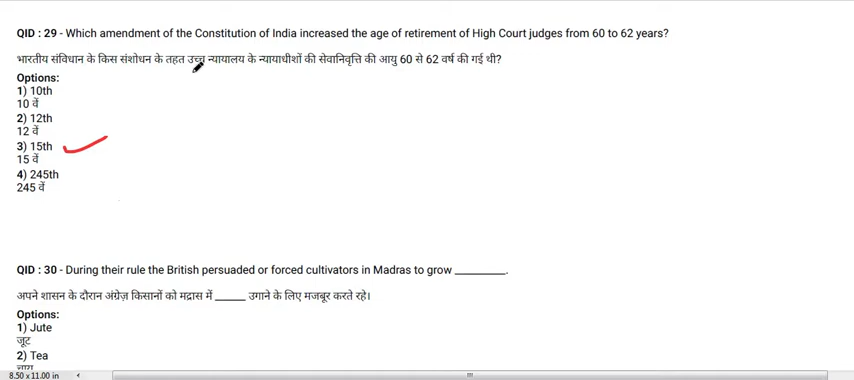 QID : 29 - Which amendment of the Constitution of India increased the age of retirement of High Court judges from 60 to 62 years?
भारतीय संविधान के किस संशोधन के तहत उच्च न्यायालय के न्यायाधीशों की सेवानिवृत्ति की आयु 60 से 62 वर्ष की गई थी?
Options:
1) 10th
10 वें
2) 12th
12 वें
3) 15th
15 वें
4) 245th
245 वें
QID : 30 - During their rule the British persuaded or forced cultivators in Madras to grow _________.
अपने शासन के दौरान अंग्रेज़ किसानों को मद्रास में _____ उगाने के लिए मजबूर करते रहे।
Options:
1) Jute
जूट
2) Tea
8.50 x 11.00 in